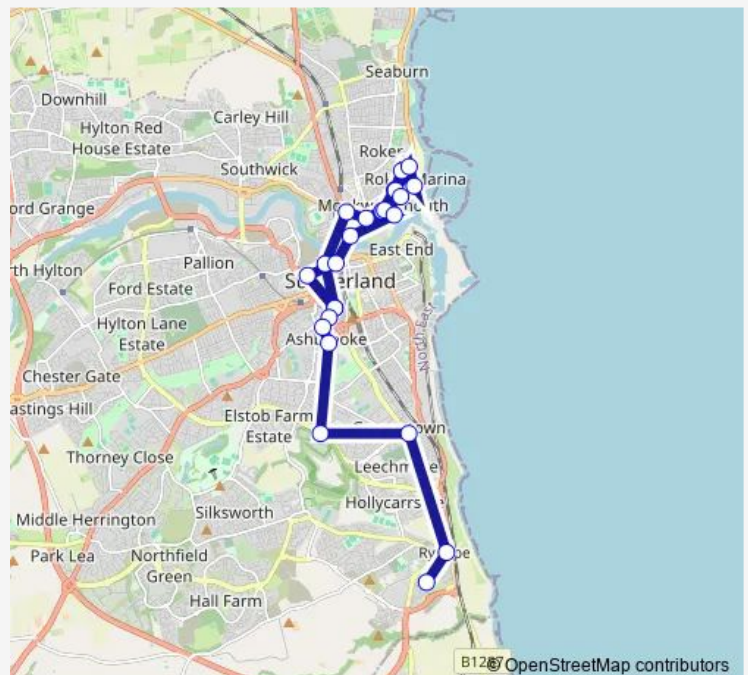 Seaburn
Downhill
Carley Hill
Hylton Red
House Estate
Roker
Southwick
Marina
ord Grange
East End
Pallion
rth Hylton
Ford Estate
Hylton Lane
Estate
North East
Chester Gate
astings Hill
Elstob Farm
Estate
Thorney Close
Hollycarrs
Silksworth
Middle Herrington
Park Lea
Northfield
Green
Hall Farm
B1287
© OpenStreetMap contributors